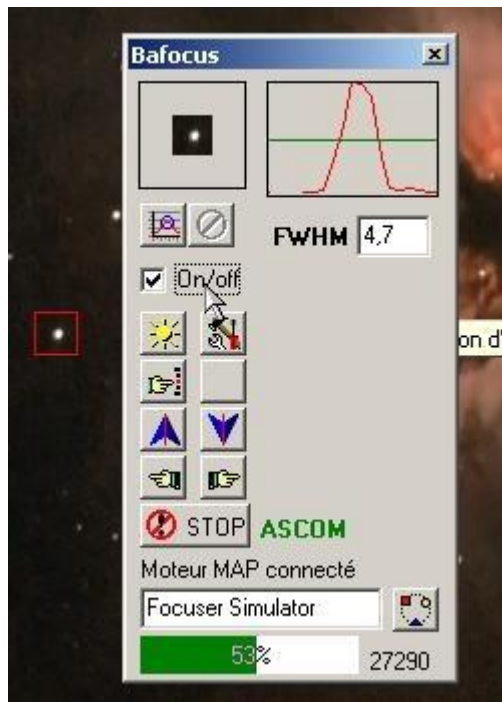 Bafocus
FWHM 4,7
On/off
on d'
STOP ASCOM
Moteur MAP connecté
Focuser Simulator
53% 27290